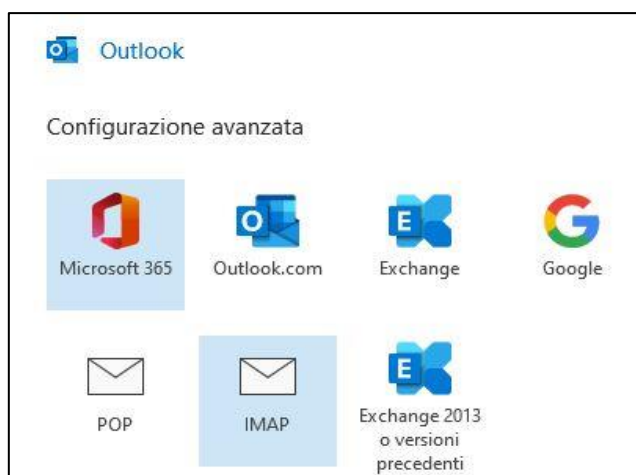 Outlook
Configurazione avanzata
Microsoft 365
Outlook.com
Exchange
Google
POP
IMAP
Exchange 2013
o versioni
precedenti